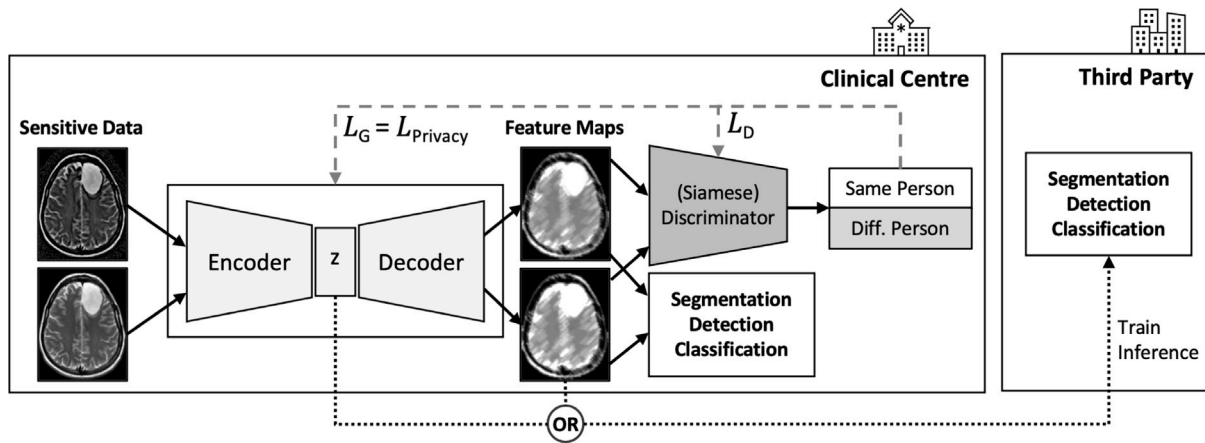 Clinical Centre
Third Party
Sensitive Data
L_G = L_Privacy
Feature Maps
L_D
Encoder
z
Decoder
(Siamese)
Discriminator
Same Person
Diff. Person
Segmentation
Detection
Classification
Segmentation
Detection
Classification
Train
Inference
OR